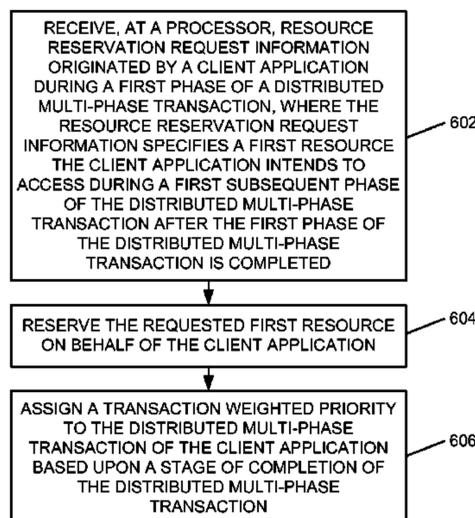 RECEIVE, AT A PROCESSOR, RESOURCE
RESERVATION REQUEST INFORMATION
ORIGINATED BY A CLIENT APPLICATION
DURING A FIRST PHASE OF A DISTRIBUTED
MULTI-PHASE TRANSACTION, WHERE THE
RESOURCE RESERVATION REQUEST
INFORMATION SPECIFIES A FIRST RESOURCE
THE CLIENT APPLICATION INTENDS TO
ACCESS DURING A FIRST SUBSEQUENT PHASE
OF THE DISTRIBUTED MULTI-PHASE
TRANSACTION AFTER THE FIRST PHASE OF
THE DISTRIBUTED MULTI-PHASE
TRANSACTION IS COMPLETED
602
RESERVE THE REQUESTED FIRST RESOURCE
ON BEHALF OF THE CLIENT APPLICATION
604
ASSIGN A TRANSACTION WEIGHTED PRIORITY
TO THE DISTRIBUTED MULTI-PHASE
TRANSACTION OF THE CLIENT APPLICATION
BASED UPON A STAGE OF COMPLETION OF
THE DISTRIBUTED MULTI-PHASE
TRANSACTION
606